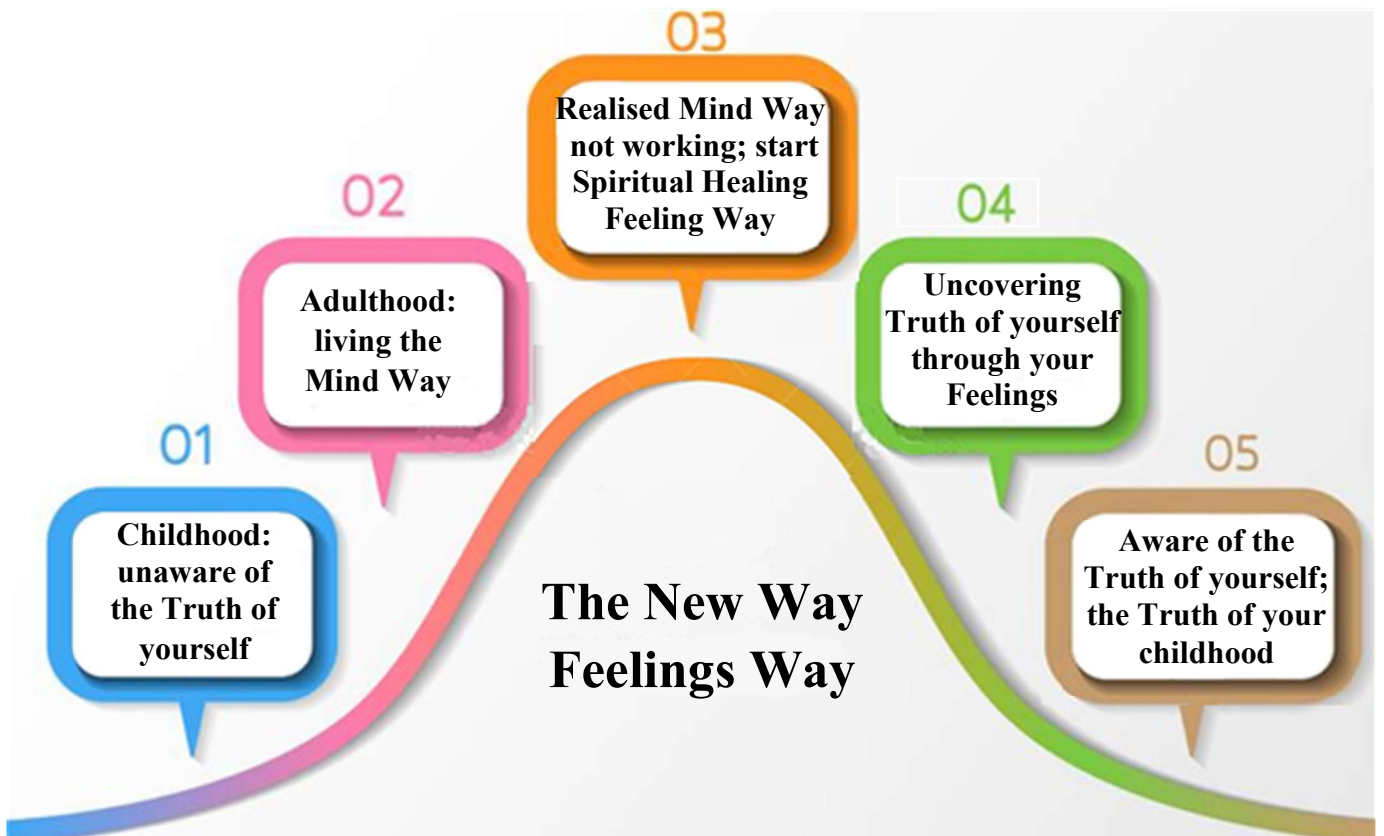 01
Childhood:
unaware of
the Truth of
yourself
02
Adulthood:
living the
Mind Way
03
Realised Mind Way
not working; start
Spiritual Healing
Feeling Way
04
Uncovering
Truth of yourself
through your
Feelings
05
Aware of the
Truth of yourself;
the Truth of your
childhood
The New Way
Feelings Way